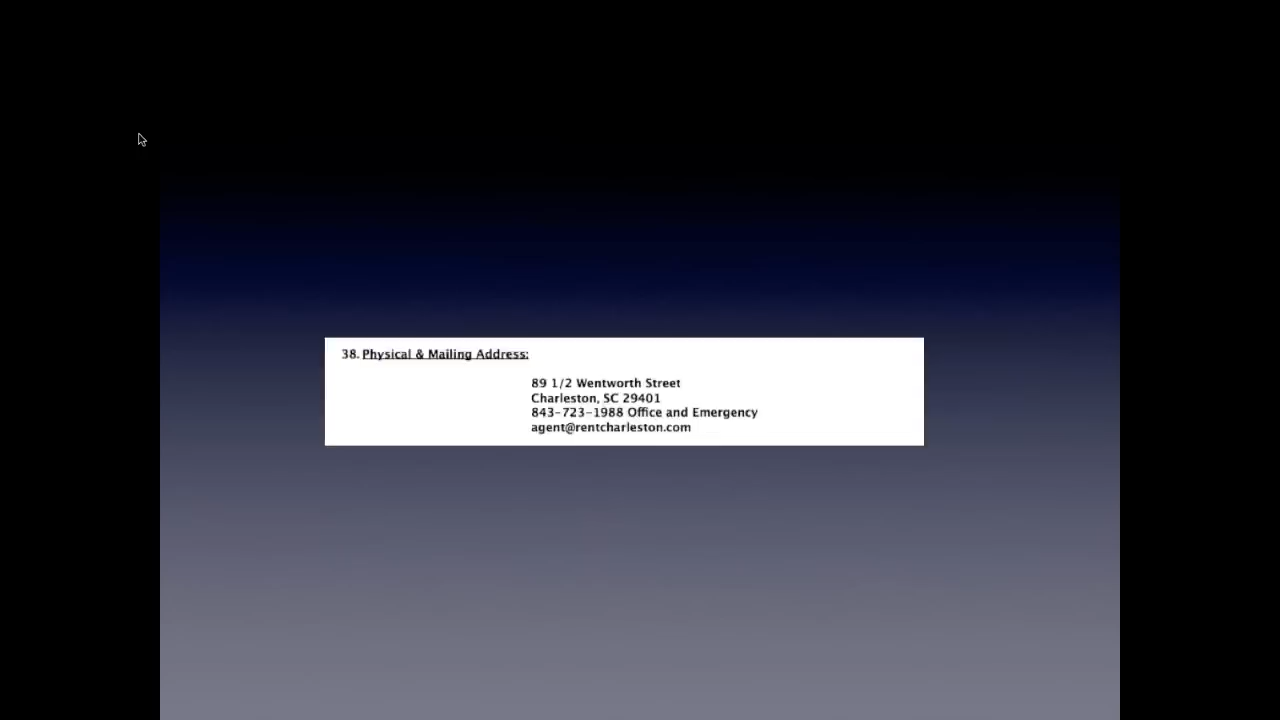 38. Physical & Mailing Address:
89 1/2 Wentworth Street
Charleston, SC 29401
843-723-1988 Office and Emergency
agent@rentcharleston.com